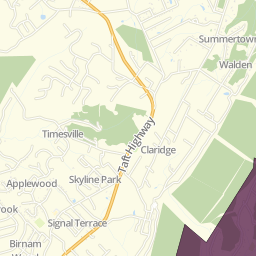 Summertown
Walden
Timesville
Taft Highway
Claridge
Applewood
Skyline Park
Signal Terrace
Birnam